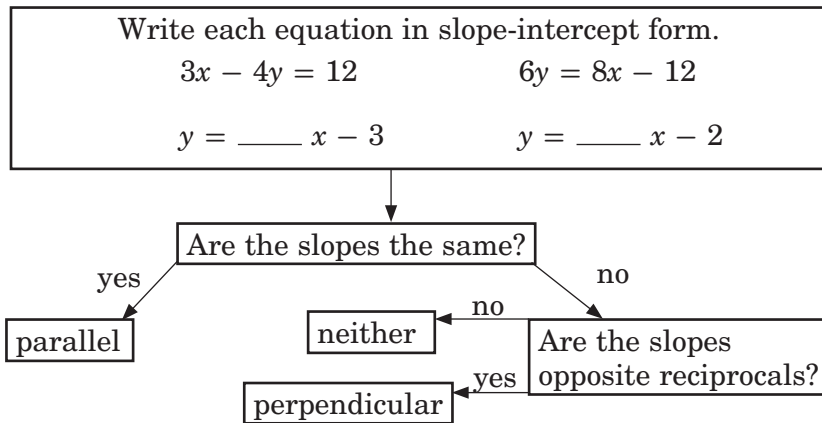 Write each equation in slope-intercept form.
3x − 4y = 12 6y = 8x − 12
y = ____ x − 3 y = ____ x − 2
Are the slopes the same?
yes
no
parallel
neither
no
Are the slopes
opposite reciprocals?
yes
perpendicular